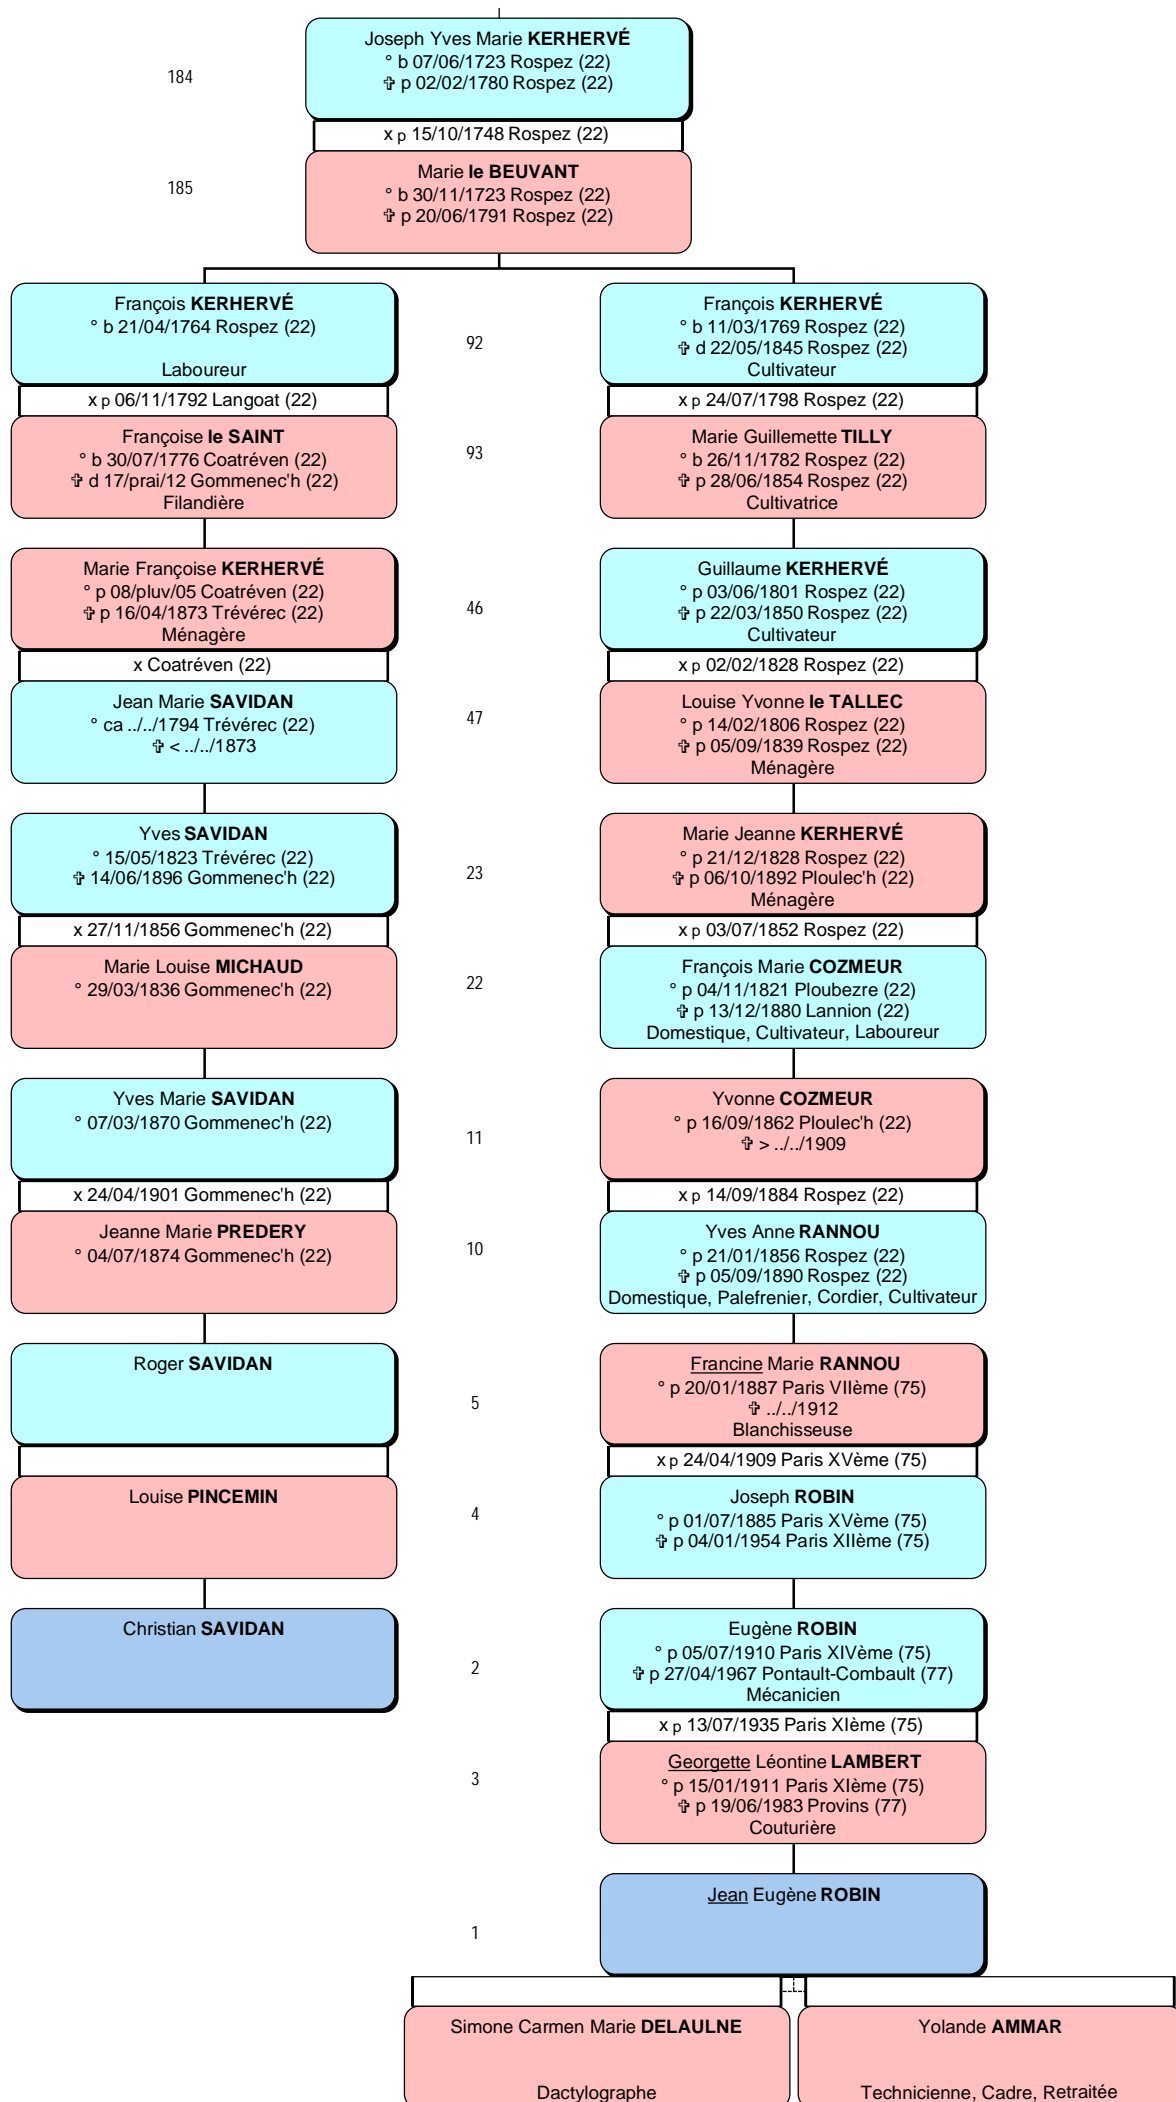 Joseph Yves Marie KERHERVÉ
° b 07/06/1723 Rospez (22)
✞ p 02/02/1780 Rospez (22)
184
x p 15/10/1748 Rospez (22)
Marie le BEUVANT
° b 30/11/1723 Rospez (22)
✞ p 20/06/1791 Rospez (22)
185
François KERHERVÉ
° b 21/04/1764 Rospez (22)
Laboureur
92
François KERHERVÉ
° b 11/03/1769 Rospez (22)
✞ d 22/05/1845 Rospez (22)
Cultivateur
x p 06/11/1792 Langoat (22)
x p 24/07/1798 Rospez (22)
Françoise le SAINT
° b 30/07/1776 Coatréven (22)
✞ d 17/prai/12 Gommenec'h (22)
Filandière
93
Marie Guillemette TILLY
° b 26/11/1782 Rospez (22)
✞ p 28/06/1854 Rospez (22)
Cultivatrice
Marie Françoise KERHERVÉ
° p 08/pluv/05 Coatréven (22)
✞ p 16/04/1873 Trévérec (22)
Ménagère
46
Guillaume KERHERVÉ
° p 03/06/1801 Rospez (22)
✞ p 22/03/1850 Rospez (22)
Cultivateur
x Coatréven (22)
x p 02/02/1828 Rospez (22)
Jean Marie SAVIDAN
° ca ../../1794 Trévérec (22)
✞ < ../../1873
47
Louise Yvonne le TALLEC
° p 14/02/1806 Rospez (22)
✞ p 05/09/1839 Rospez (22)
Ménagère
Yves SAVIDAN
° 15/05/1823 Trévérec (22)
✞ 14/06/1896 Gommenec'h (22)
23
Marie Jeanne KERHERVÉ
° p 21/12/1828 Rospez (22)
✞ p 06/10/1892 Ploulec'h (22)
Ménagère
x 27/11/1856 Gommenec'h (22)
x p 03/07/1852 Rospez (22)
Marie Louise MICHAUD
° 29/03/1836 Gommenec'h (22)
22
François Marie COZMEUR
° p 04/11/1821 Ploubezre (22)
✞ p 13/12/1880 Lannion (22)
Domestique, Cultivateur, Laboureur
Yves Marie SAVIDAN
° 07/03/1870 Gommenec'h (22)
11
Yvonne COZMEUR
° p 16/09/1862 Ploulec'h (22)
✞ > ../../1909
x 24/04/1901 Gommenec'h (22)
x p 14/09/1884 Rospez (22)
Jeanne Marie PREDERY
° 04/07/1874 Gommenec'h (22)
10
Yves Anne RANNOU
° p 21/01/1856 Rospez (22)
✞ p 05/09/1890 Rospez (22)
Domestique, Palefrenier, Cordier, Cultivateur
Roger SAVIDAN
5
Francine Marie RANNOU
° p 20/01/1887 Paris VIIème (75)
✞ ../../1912
Blanchisseuse
x p 24/04/1909 Paris XVème (75)
Louise PINCEMIN
4
Joseph ROBIN
° p 01/07/1885 Paris XVème (75)
✞ p 04/01/1954 Paris XIIème (75)
Christian SAVIDAN
2
Eugène ROBIN
° p 05/07/1910 Paris XIVème (75)
✞ p 27/04/1967 Pontault-Combault (77)
Mécanicien
x p 13/07/1935 Paris XIème (75)
3
Georgette Léontine LAMBERT
° p 15/01/1911 Paris XIème (75)
✞ p 19/06/1983 Provins (77)
Couturière
Jean Eugène ROBIN
1
Simone Carmen Marie DELAULNE
Dactylographe
Yolande AMMAR
Technicienne, Cadre, Retraitée